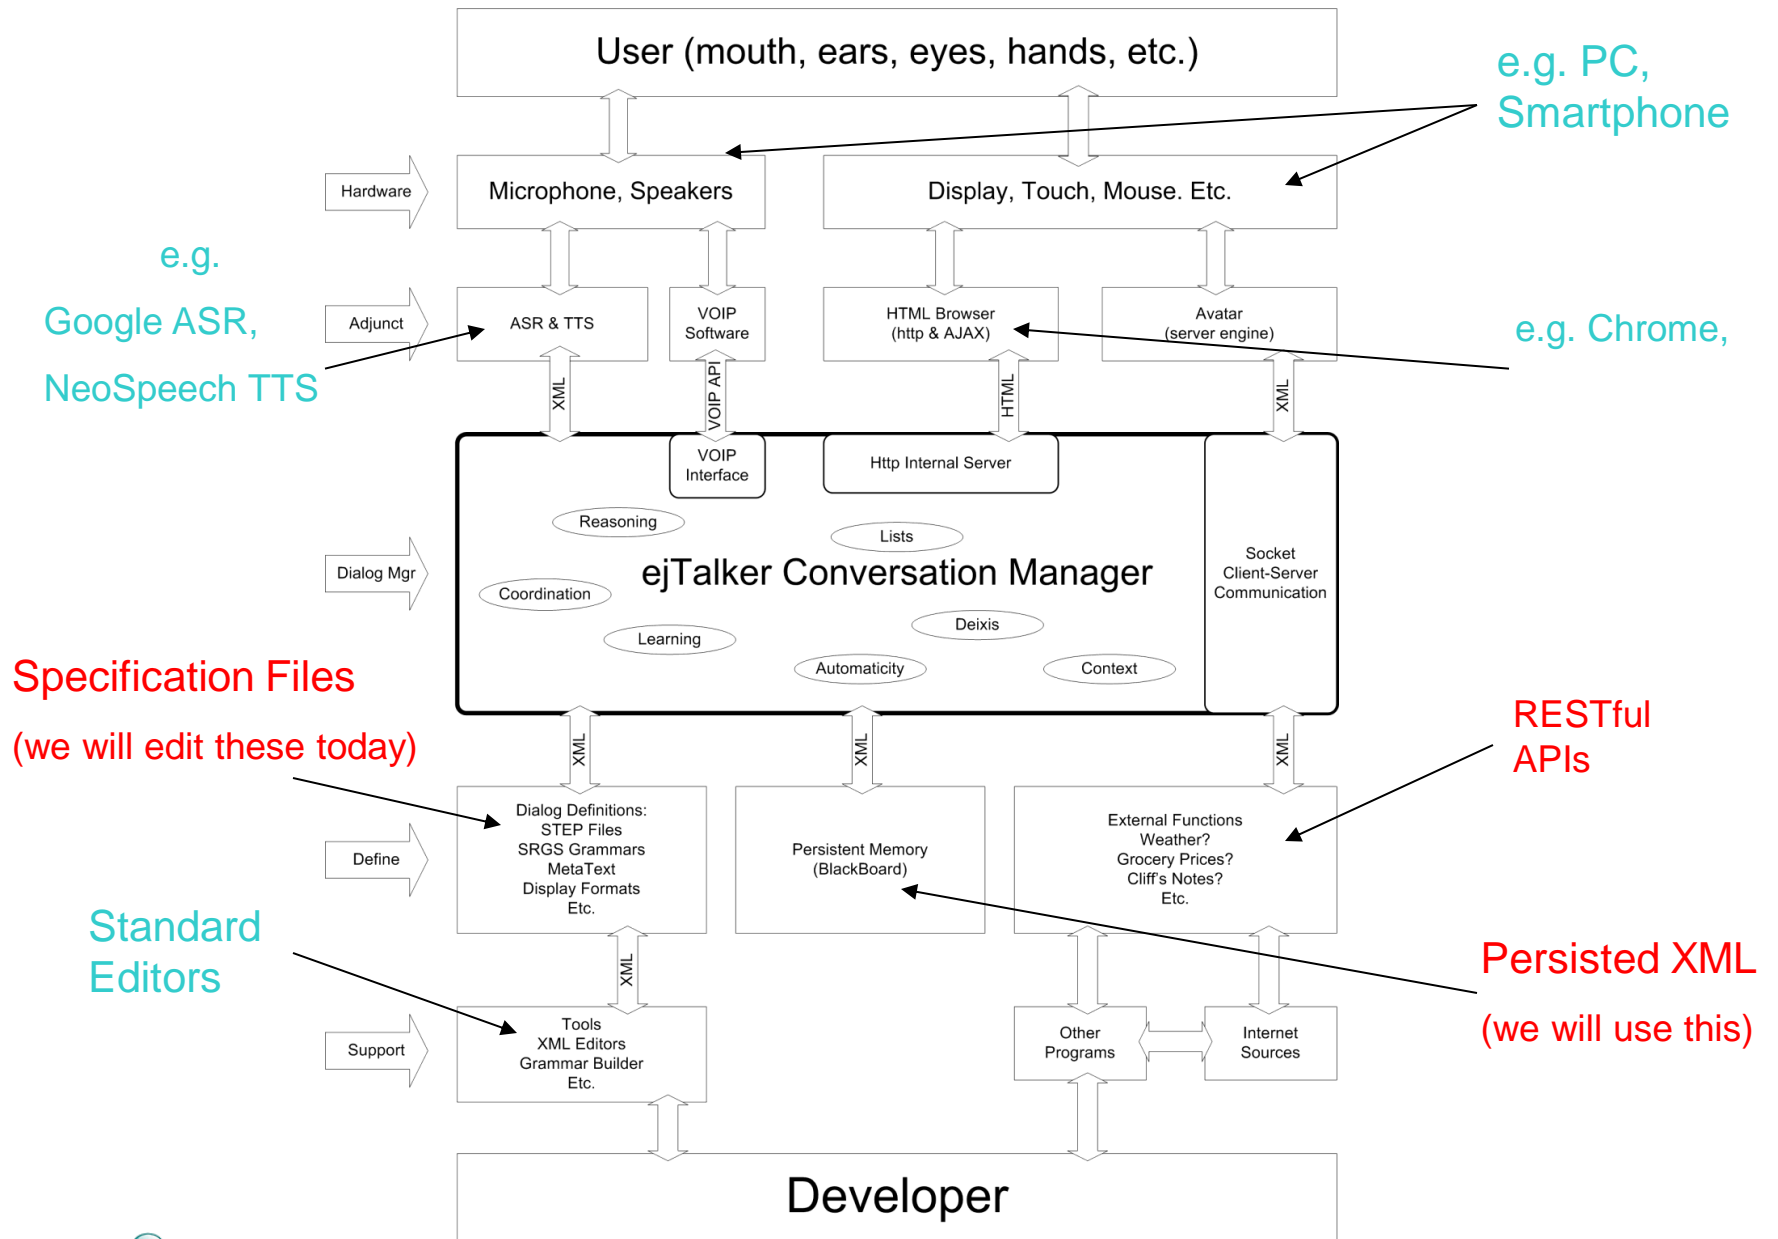 User (mouth, ears, eyes, hands, etc.)
e.g. PC,
Smartphone
Hardware
Microphone, Speakers
Display, Touch, Mouse. Etc.
e.g.
Google ASR,
NeoSpeech TTS
Adjunct
ASR & TTS
VOIP
Software
HTML Browser
(http & AJAX)
Avatar
(server engine)
e.g. Chrome,
XML
VOIP API
HTML
XML
VOIP
Interface
Http Internal Server
Reasoning
Lists
Dialog Mgr
ejTalker Conversation Manager
Socket
Client-Server
Communication
Coordination
Learning
Deixis
Automaticity
Context
Specification Files
(we will edit these today)
RESTful
APIs
XML
XML
XML
Define
Dialog Definitions:
STEP Files
SRGS Grammars
MetaText
Display Formats
Etc.
Persistent Memory
(BlackBoard)
External Functions
Weather?
Grocery Prices?
Cliff's Notes?
Etc.
Standard
Editors
XML
Persisted XML
(we will use this)
Support
Tools
XML Editors
Grammar Builder
Etc.
Other
Programs
Internet
Sources
Developer